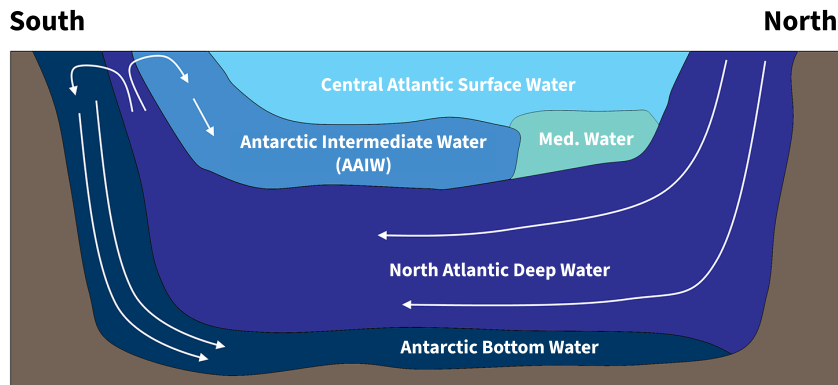 South
North
Central Atlantic Surface Water
Antarctic Intermediate Water
(AAIW)
Med. Water
North Atlantic Deep Water
Antarctic Bottom Water